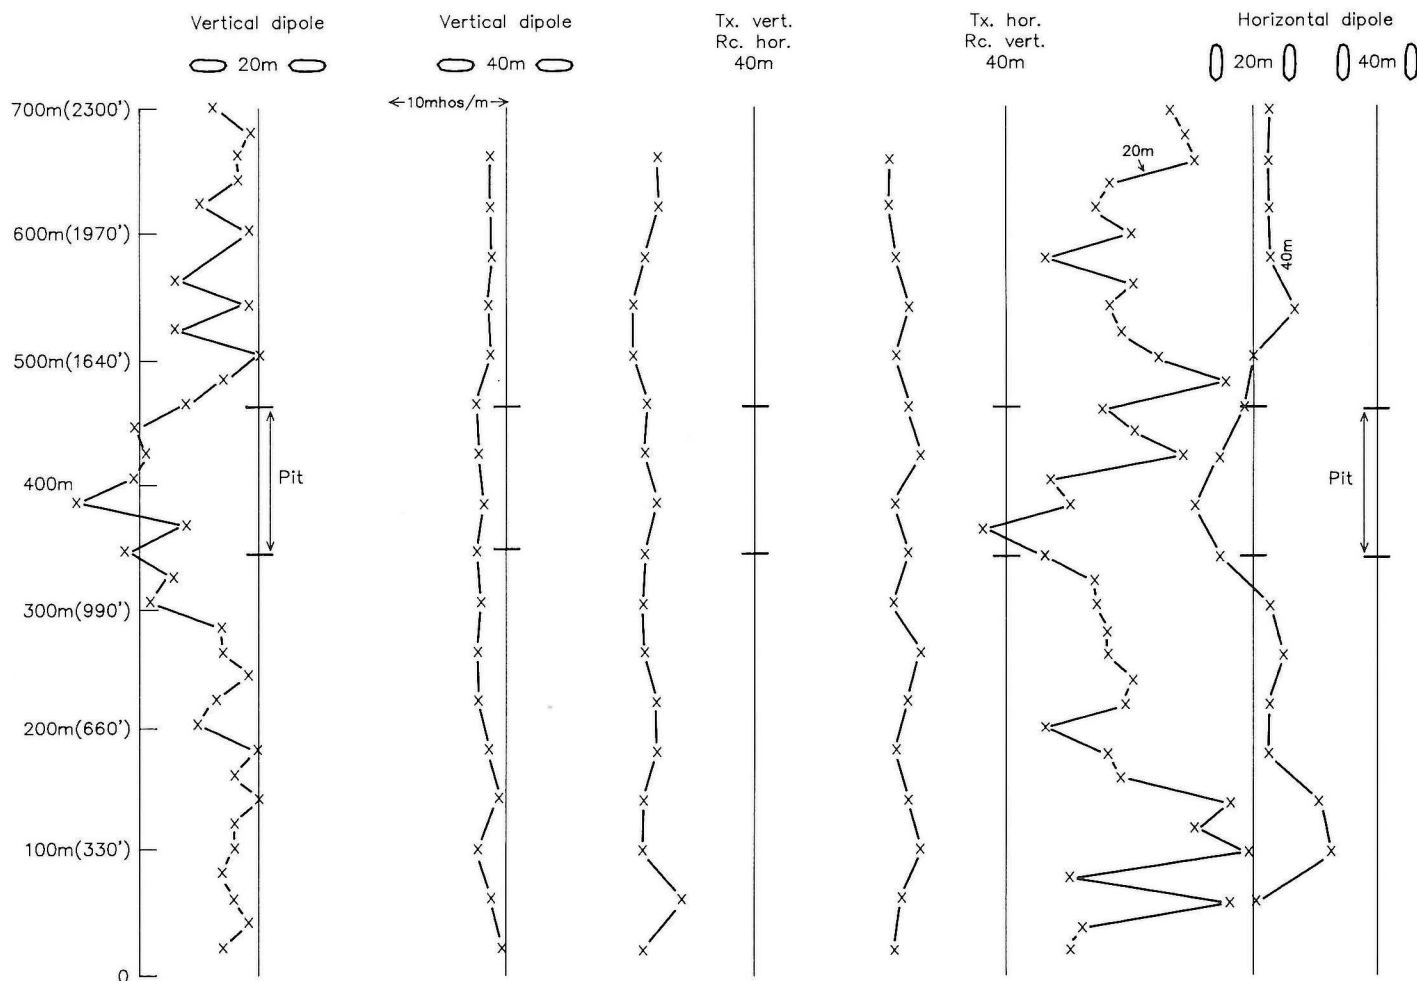 Vertical dipole
20m
Vertical dipole
40m
Tx. vert.
Rc. hor.
40m
Tx. hor.
Rc. vert.
40m
Horizontal dipole
20m
40m
10mhos/m
700m(2300')
600m(1970')
500m(1640')
400m
300m(990')
200m(660')
100m(330')
0
Pit
20m
40m
Pit